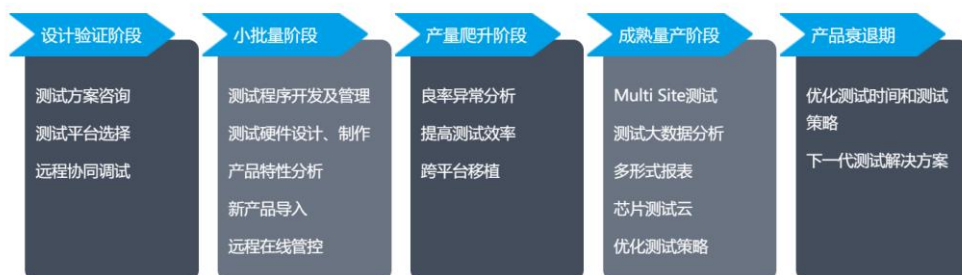 设计验证阶段
测试方案咨询
测试平台选择
远程协同调试
小批量阶段
测试程序开发及管理
测试硬件设计、制作
产品特性分析
新产品导入
远程在线管控
产量爬升阶段
良率异常分析
提高测试效率
跨平台移植
成熟量产阶段
Multi Site测试
测试大数据分析
多形式报表
芯片测试云
优化测试策略
产品衰退期
优化测试时间和测试
策略
下一代测试解决方案